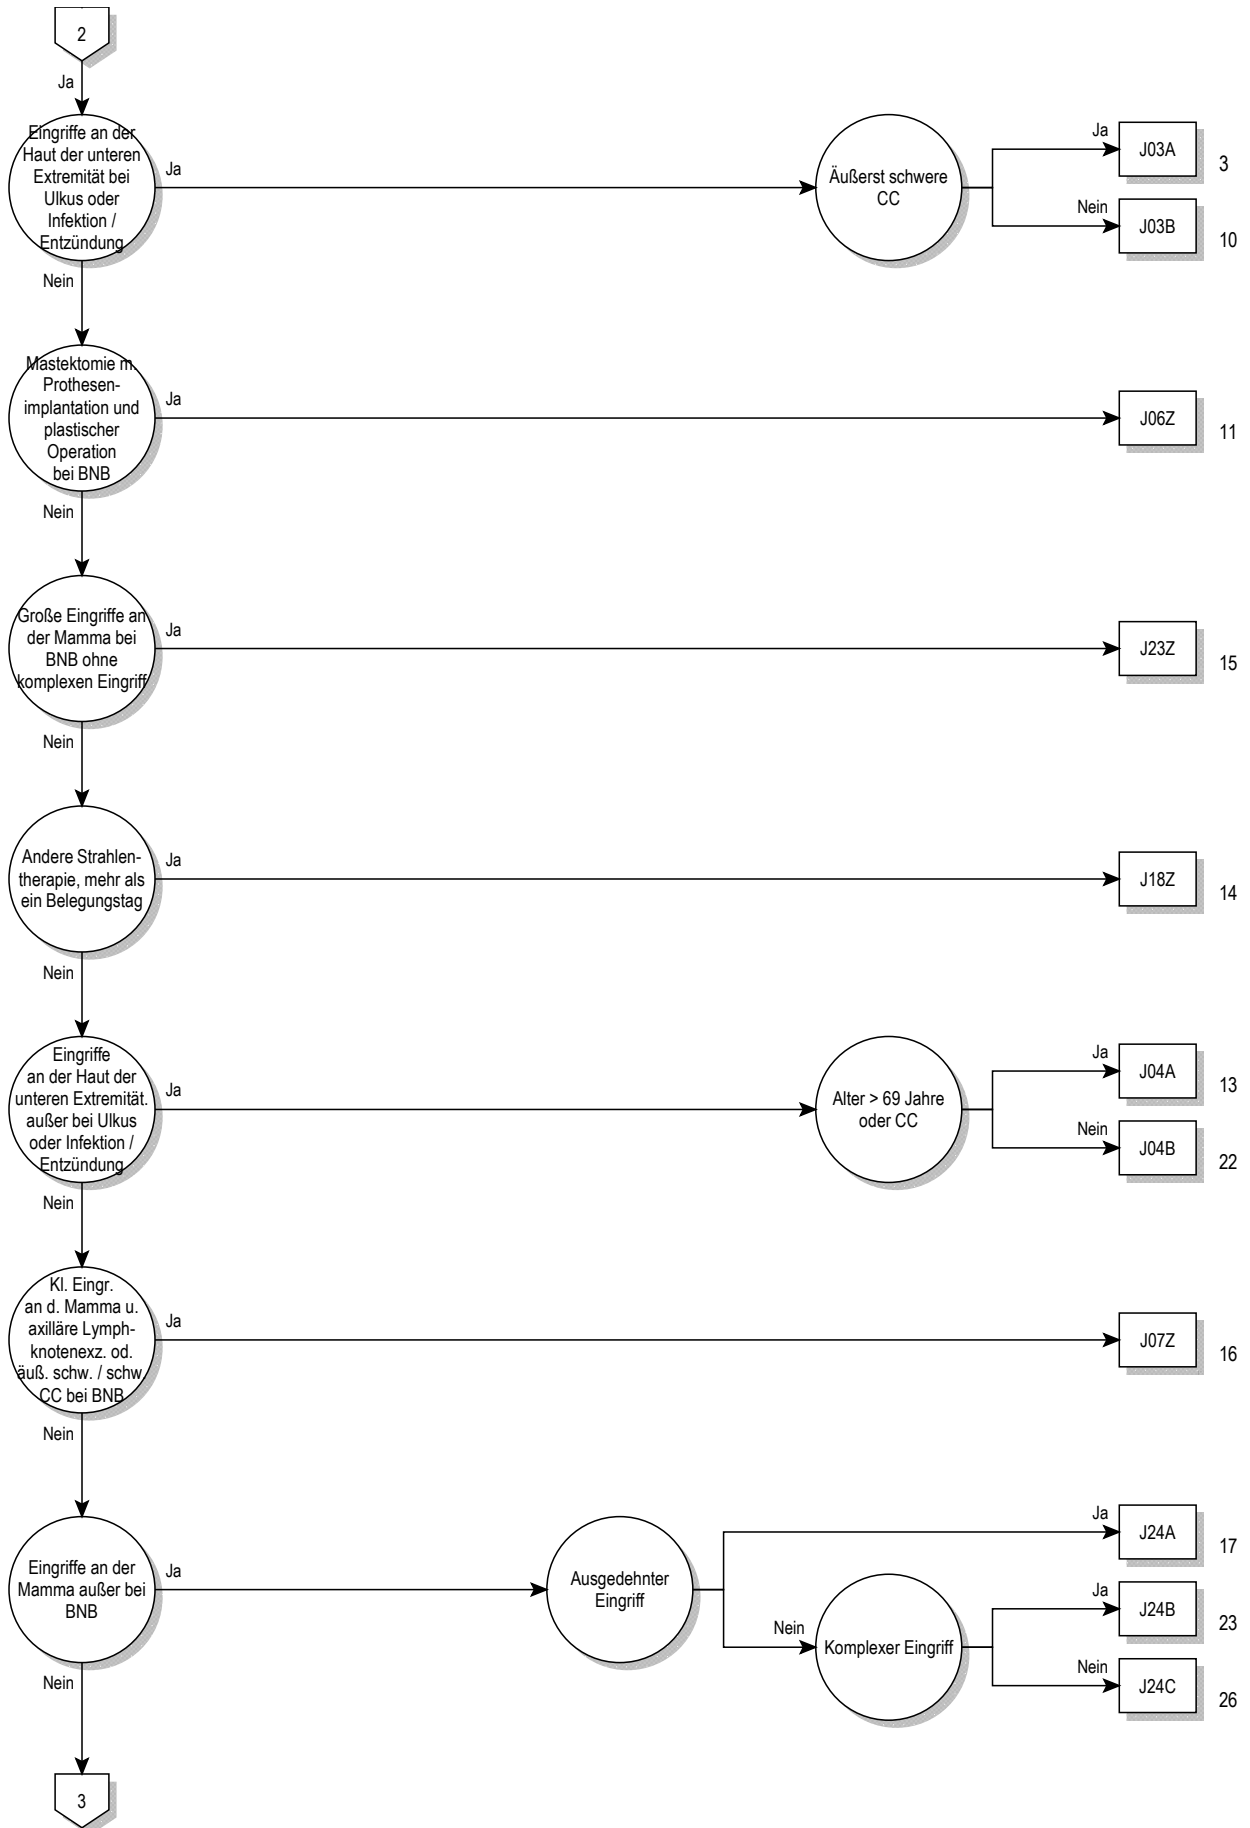 2
Ja
Eingriffe an der
Haut der unteren
Extremität bei
Ulkus oder
Infektion /
Entzündung
Ja
Äußerst schwere
CC
Ja
J03A
3
Nein
J03B
10
Nein
Mastektomie m.
Prothesen-
implantation und
plastischer
Operation
bei BNB
Ja
J06Z
11
Nein
Große Eingriffe an
der Mamma bei
BNB ohne
komplexen Eingriff
Ja
J23Z
15
Nein
Andere Strahlen-
therapie, mehr als
ein Belegungstag
Ja
J18Z
14
Nein
Eingriffe
an der Haut der
unteren Extremität.
außer bei Ulkus
oder Infektion /
Entzündung
Ja
Alter > 69 Jahre
oder CC
Ja
J04A
13
Nein
J04B
22
Nein
Kl. Eingr.
an d. Mamma u.
axilläre Lymph-
knotenexz. od.
äuß. schw. / schw.
CC bei BNB
Ja
J07Z
16
Nein
Eingriffe an der
Mamma außer bei
BNB
Ja
Ausgedehnter
Eingriff
Ja
J24A
17
Nein
Komplexer Eingriff
Ja
J24B
23
Nein
J24C
26
Nein
3